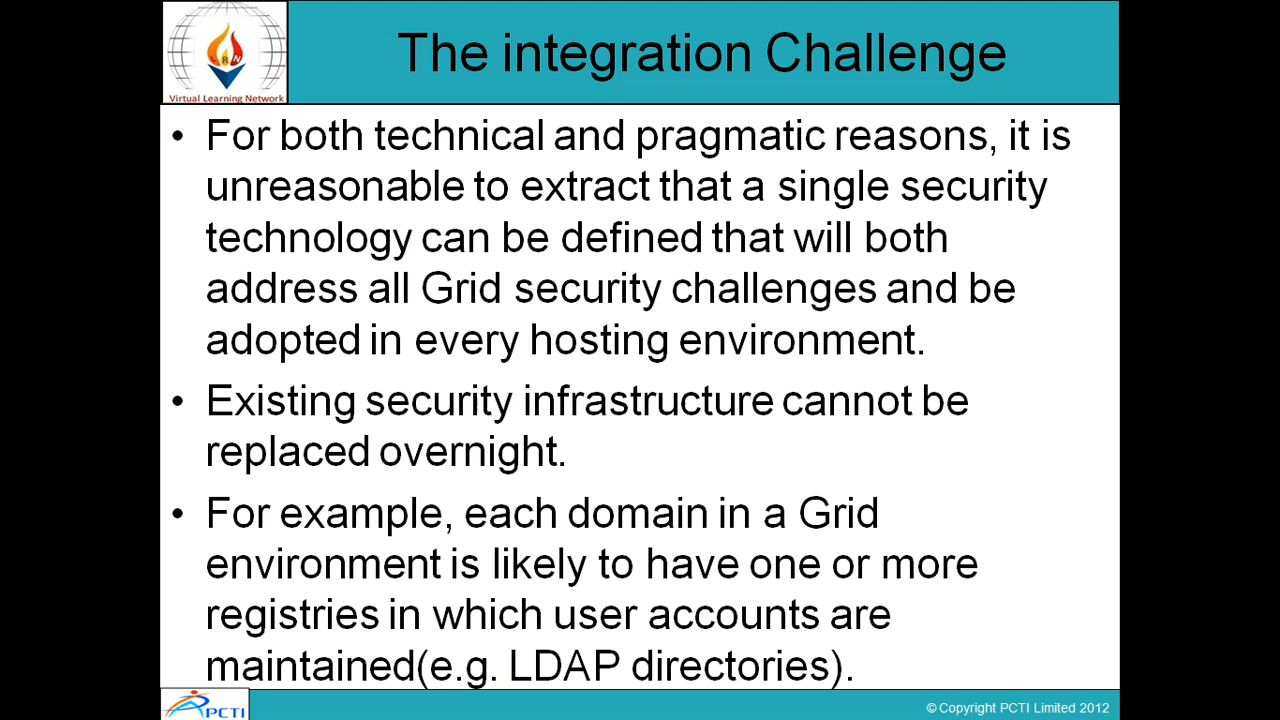 The integration Challenge
Virtual Learning Network
• For both technical and pragmatic reasons, it is
unreasonable to extract that a single security
technology can be defined that will both
address all Grid security challenges and be
adopted in every hosting environment.
• Existing security infrastructure cannot be
replaced overnight.
• For example, each domain in a Grid
environment is likely to have one or more
registries in which user accounts are
maintained(e.g. LDAP directories).
PCTI
© Copyright PCTI Limited 2012